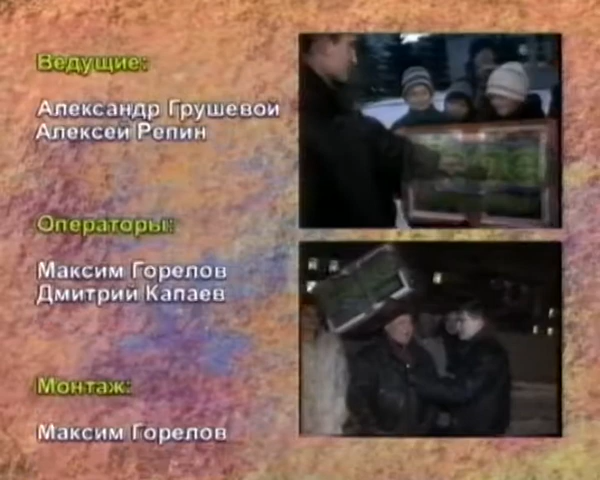 Ведущие:
Александр Грушевой
Алексей Репин
Операторы:
Максим Горелов
Дмитрий Капаев
Монтаж:
Максим Горелов